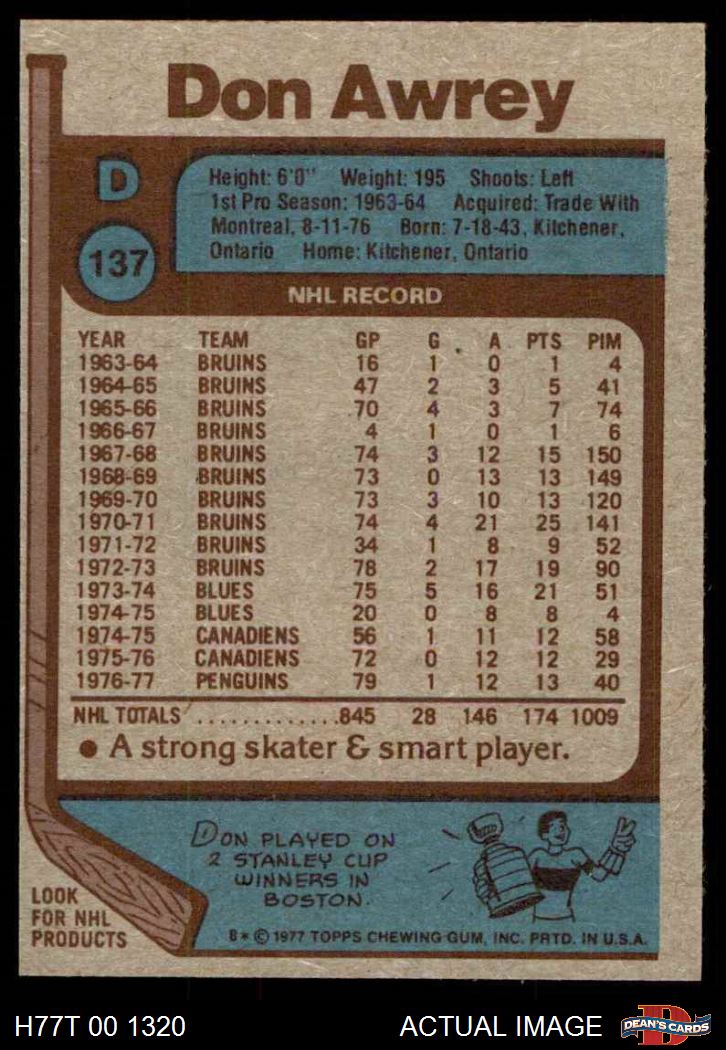 Don Awrey
D
137
Height: 6'0" Weight: 195 Shoots: Left
1st Pro Season: 1963-64 Acquired: Trade With
Montreal, 8-11-76 Born: 7-18-43, Kitchener,
Ontario Home: Kitchener, Ontario
NHL RECORD
YEAR TEAM GP G A PTS PIM
1963-64 BRUINS 16 1 0 1 4
1964-65 BRUINS 47 2 3 5 41
1965-66 BRUINS 70 4 3 7 74
1966-67 BRUINS 4 1 0 1 6
1967-68 BRUINS 74 3 12 15 150
1968-69 BRUINS 73 0 13 13 149
1969-70 BRUINS 73 3 10 13 120
1970-71 BRUINS 74 4 21 25 141
1971-72 BRUINS 34 1 8 9 52
1972-73 BRUINS 78 2 17 19 90
1973-74 BLUES 75 5 16 21 51
1974-75 BLUES 20 0 8 8 4
1974-75 CANADIENS 56 1 11 12 58
1975-76 CANADIENS 72 0 12 12 29
1976-77 PENGUINS 79 1 12 13 40
NHL TOTALS .............845 28 146 174 1009
● A strong skater & smart player.
DON PLAYED ON
2 STANLEY CUP
WINNERS IN
BOSTON.
LOOK
FOR NHL
PRODUCTS
B* © 1977 TOPPS CHEWING GUM, INC. PRTD. IN U.S.A.
H77T 00 1320 ACTUAL IMAGE
D
DEAN'S CARDS